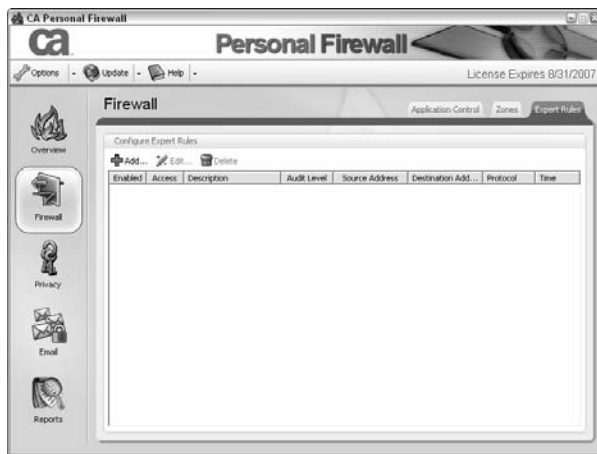 CA Personal Firewall
ca
Personal Firewall
Options
Update
Help
License Expires 8/31/2007
Firewall
Application Control
Zones
Expert Rules
Configure Expert Rules
Add...
Edit...
Delete
Enabled
Access
Description
Audit Level
Source Address
Destination Add...
Protocol
Time
Overview
Firewall
Privacy
Email
Reports